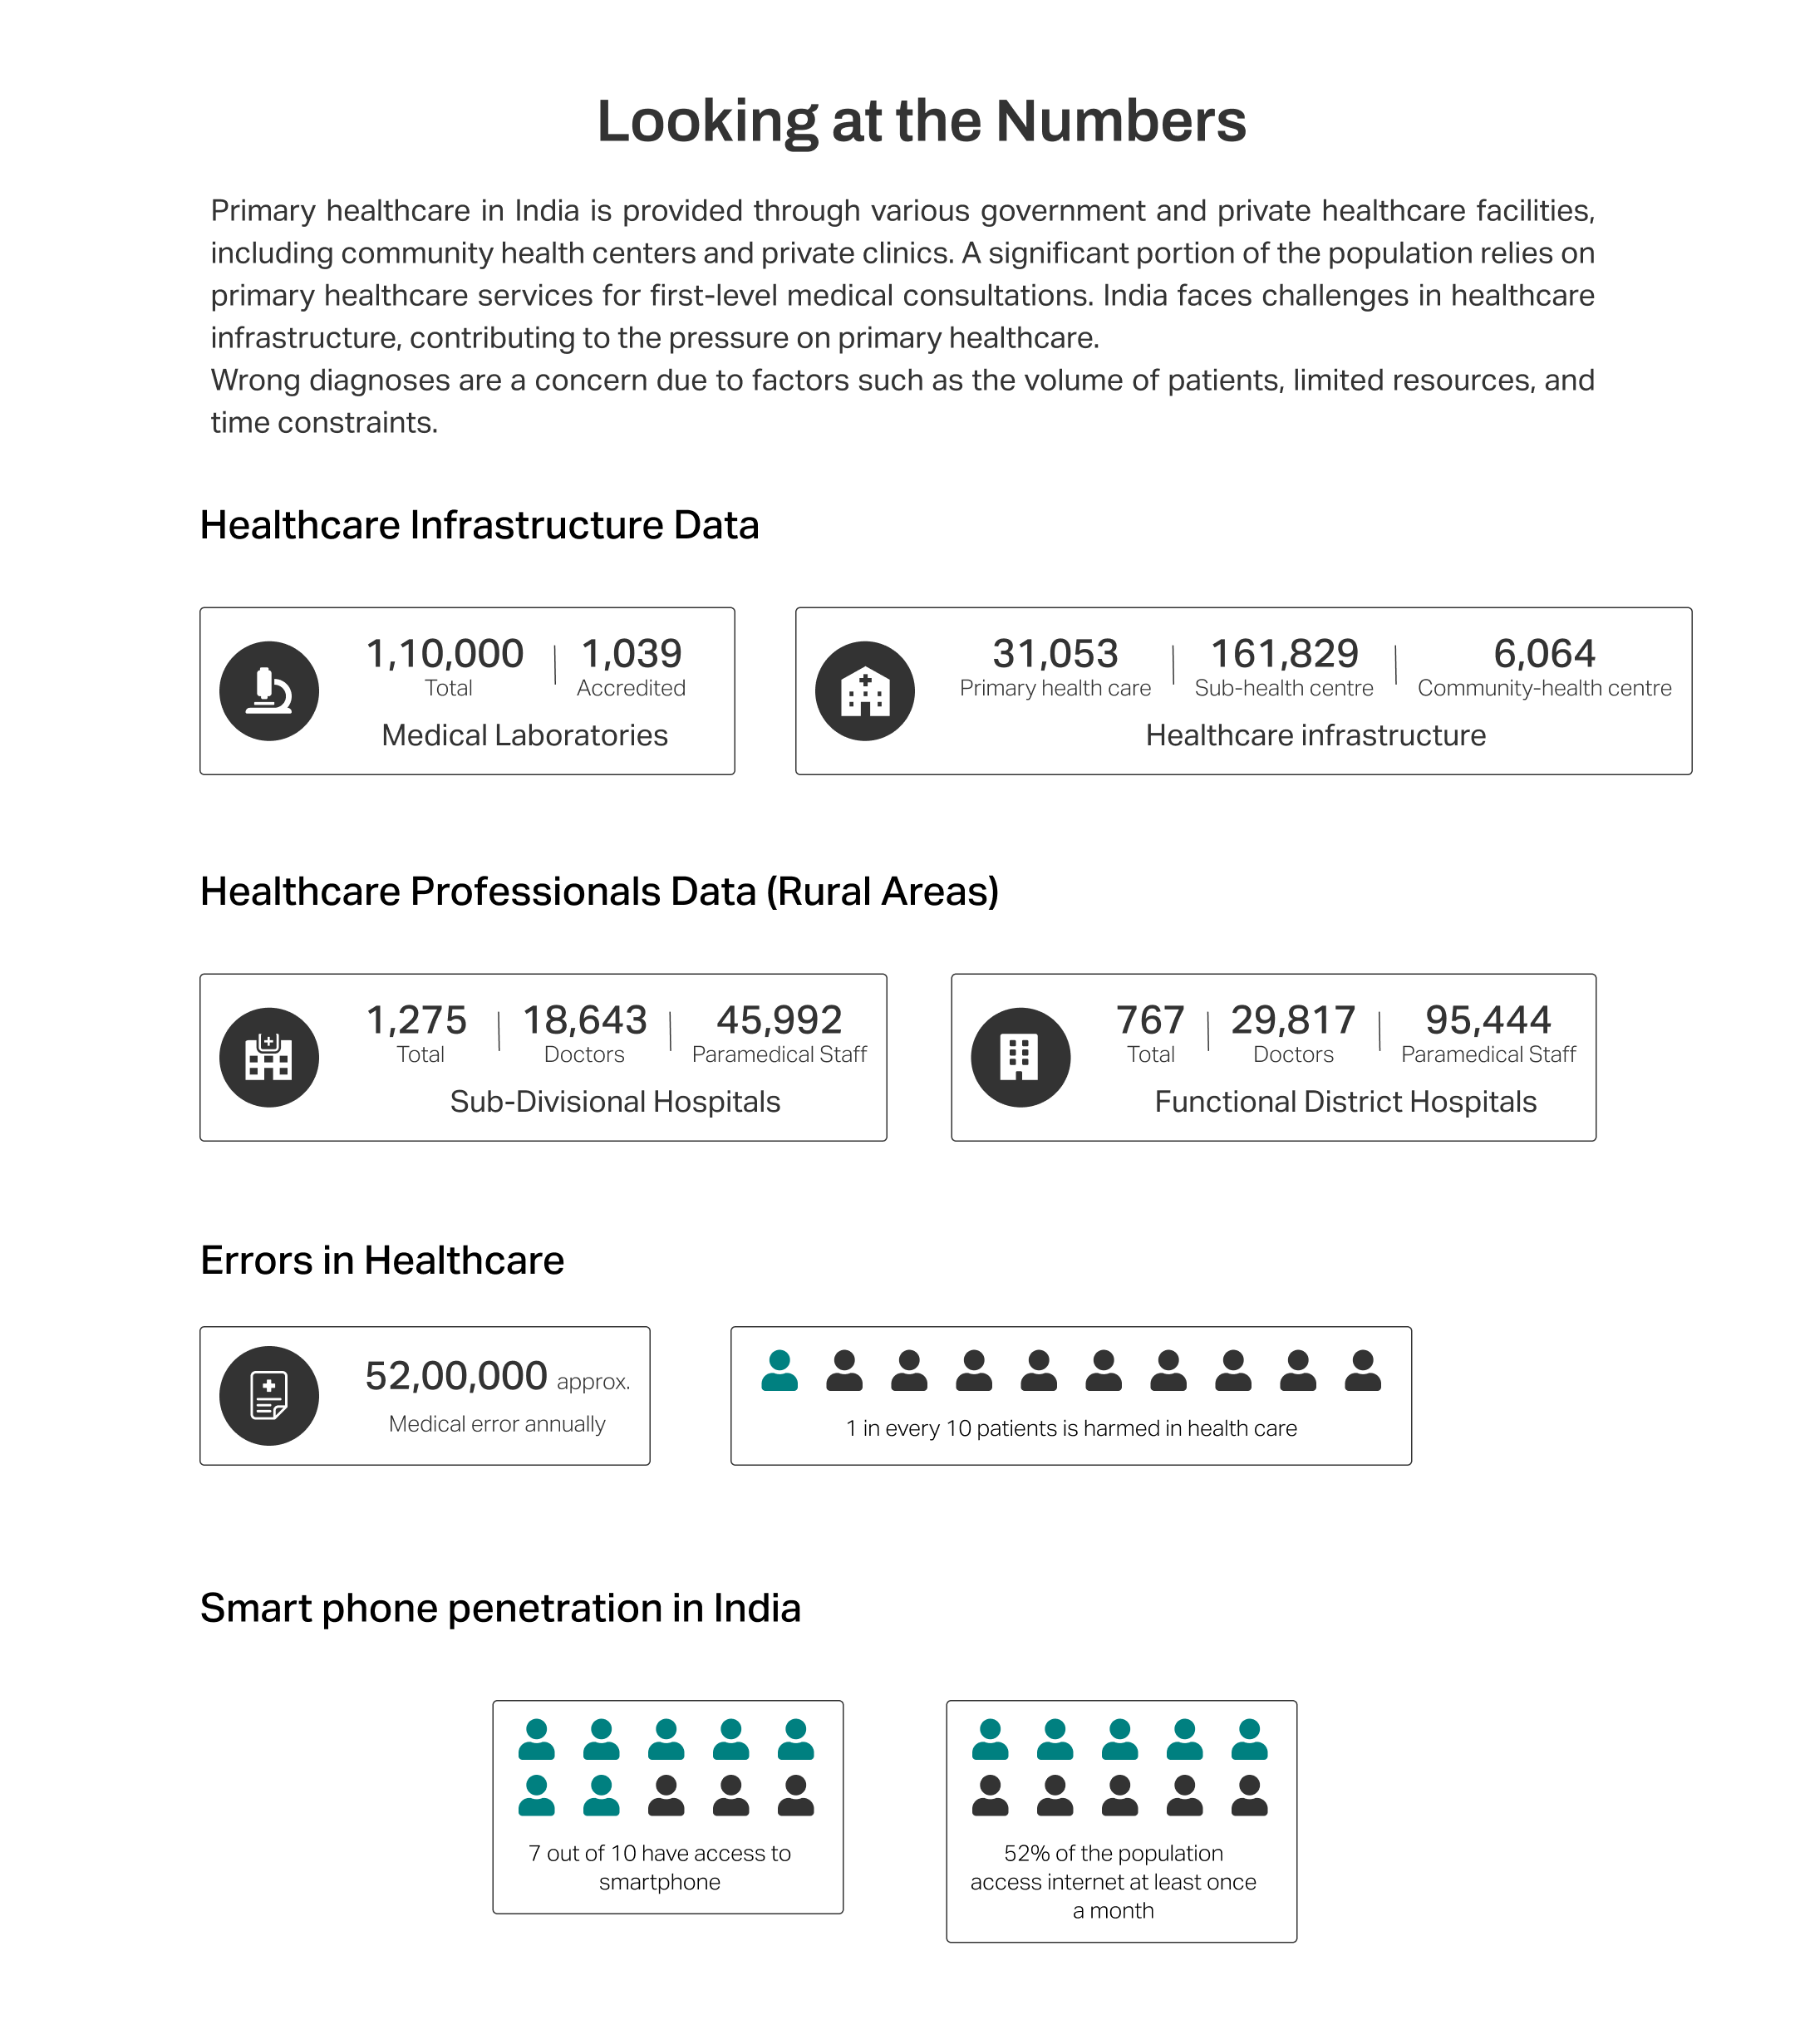 Looking at the Numbers
Primary healthcare in India is provided through various government and private healthcare facilities,
including community health centers and private clinics. A significant portion of the population relies on
primary healthcare services for first-level medical consultations. India faces challenges in healthcare
infrastructure, contributing to the pressure on primary healthcare.
Wrong diagnoses are a concern due to factors such as the volume of patients, limited resources, and
time constraints.
Healthcare Infrastructure Data
1,10,000 1,039
Total Accredited
Medical Laboratories
31,053 161,829 6,064
Primary health care Sub-health centre Community-health centre
Healthcare infrastructure
Healthcare Professionals Data (Rural Areas)
1,275 18,643 45,992
Total Doctors Paramedical Staff
Sub-Divisional Hospitals
767 29,817 95,444
Total Doctors Paramedical Staff
Functional District Hospitals
Errors in Healthcare
52,00,000 approx.
Medical error annually
1 in every 10 patients is harmed in health care
Smart phone penetration in India
7 out of 10 have access to
smartphone
52% of the population
access internet at least once
a month